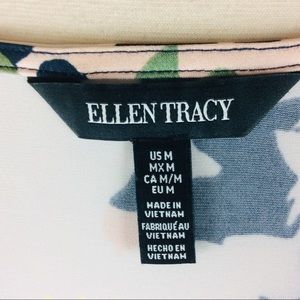 ELLEN TRACY
US M
MX M
CA M/M
EU M
MADE IN
VIETNAM
FABRIQUÉ AU
VIETNAM
HECHO EN
VIETNAM